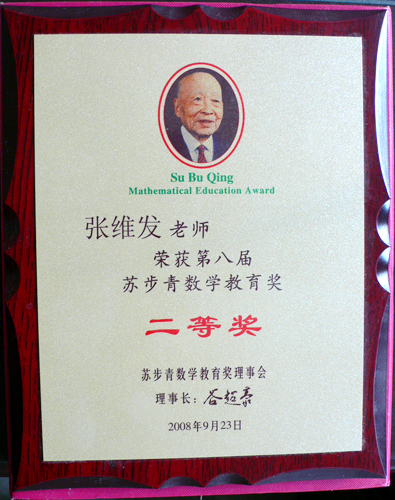 Su Bu Qing
Mathematical Education Award
张维发 老师
荣获第八届
苏步青数学教育奖
二等奖
苏步青数学教育奖理事会
理事长：谷超豪
2008年9月23日